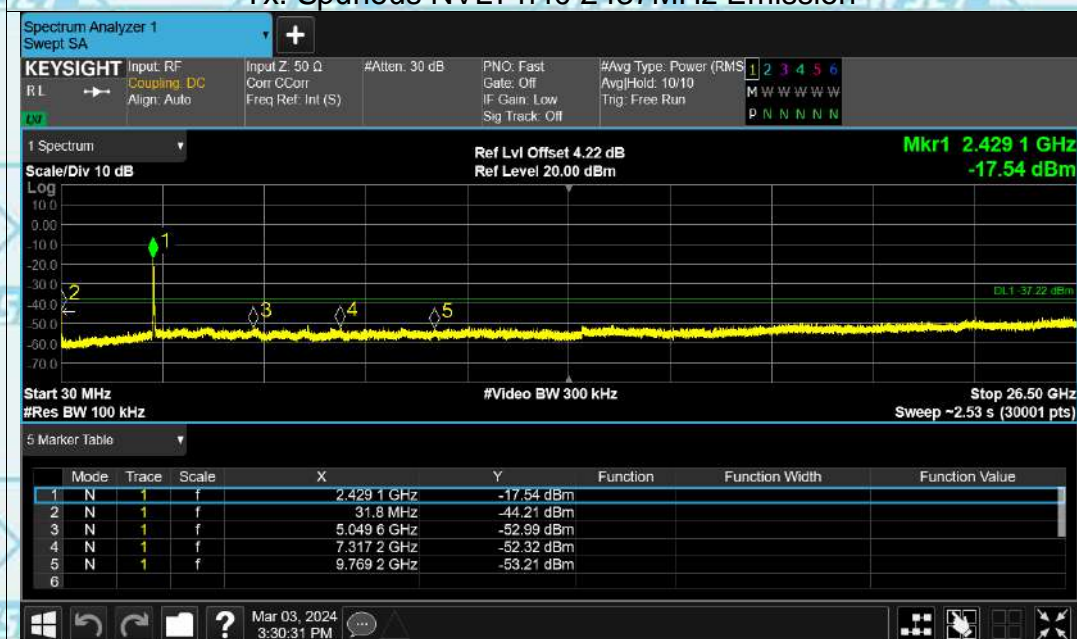 Spectrum Analyzer 1
Swept SA
+
KEYSIGHT Input: RF Input Z: 50 Ω #Atten: 30 dB PNO: Fast #Avg Type: Power (RMS 1 2 3 4 5 6
RL Coupling: DC Corr CCorr Gate: Off Avg|Hold: 10/10 M W W W W W
Align: Auto Freq Ref: Int (S) IF Gain: Low Trig: Free Run
LXI Sig Track: Off P N N N N N
1 Spectrum Ref Lvl Offset 4.22 dB Mkr1 2.429 1 GHz
Scale/Div 10 dB Ref Level 20.00 dBm -17.54 dBm
Log
10.0
0.00
-10.0 1
-20.0
-30.0 2 DL1 -37.22 dBm
-40.0 3 4 5
-50.0
-60.0
-70.0
Start 30 MHz #Video BW 300 kHz Stop 26.50 GHz
#Res BW 100 kHz Sweep ~2.53 s (30001 pts)
5 Marker Table
Mode Trace Scale X Y Function Function Width Function Value
1 N 1 f 2.429 1 GHz -17.54 dBm
2 N 1 f 31.8 MHz -44.21 dBm
3 N 1 f 5.049 6 GHz -52.99 dBm
4 N 1 f 7.317 2 GHz -52.32 dBm
5 N 1 f 9.769 2 GHz -53.21 dBm
6
? Mar 03, 2024
3:30:31 PM